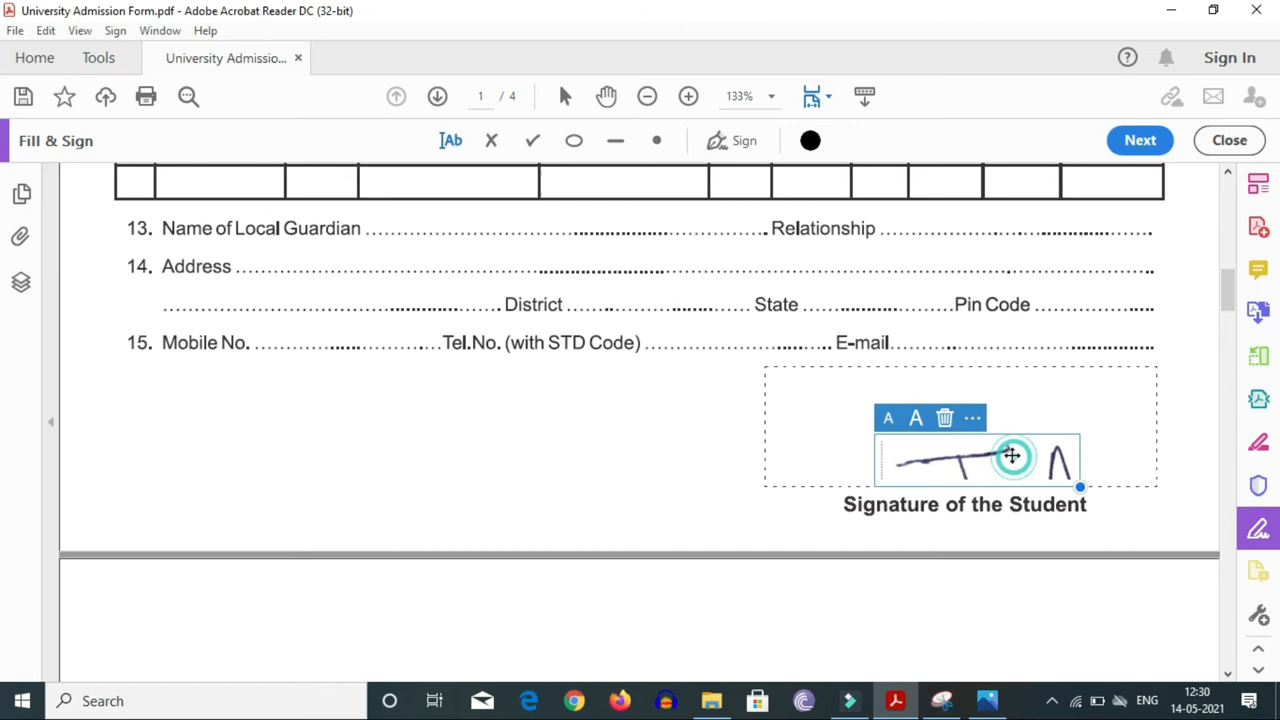 University Admission Form.pdf - Adobe Acrobat Reader DC (32-bit)
File Edit View Sign Window Help
Home Tools University Admissio... × Sign In
1 / 4 133%
Fill & Sign Ab Sign Next Close
13. Name of Local Guardian ........................................................................ Relationship ................................................
14. Address ................................................................................................................................................................
............................................................ District ................................ State ............................ Pin Code .....................
15. Mobile No. .................................Tel.No. (with STD Code) .................................. E-mail...............................................
A A ...
Signature of the Student
Search ENG 12:30
14-05-2021